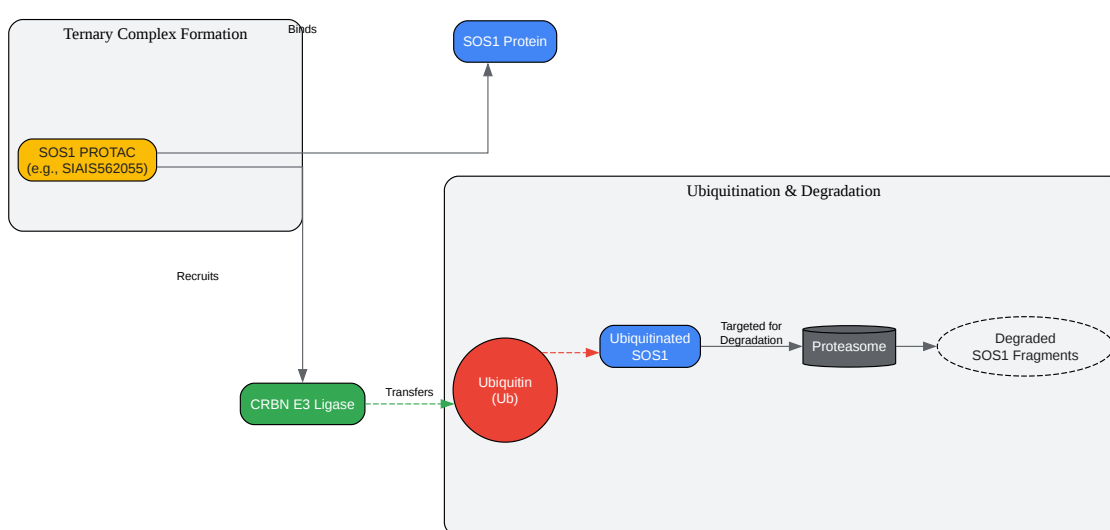 Ternary Complex Formation
Binds
SOS1 Protein
SOS1 PROTAC
(e.g., SIAIS562055)
Ubiquitination & Degradation
Recruits
Ubiquitinated
SOS1
Targeted for
Degradation
Proteasome
Degraded
SOS1 Fragments
CRBN E3 Ligase
Transfers
Ubiquitin
(Ub)